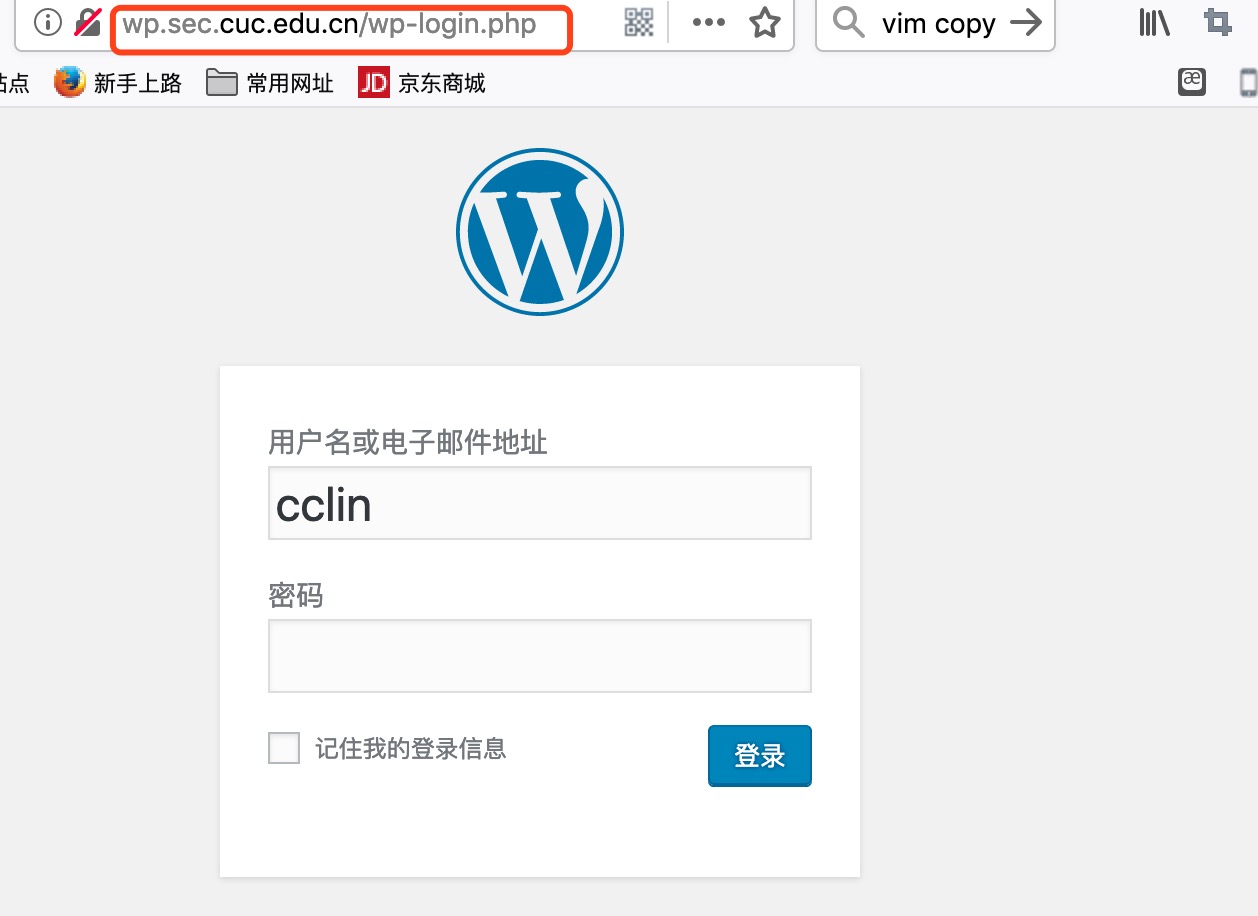 wp.sec.cuc.edu.cn/wp-login.php vim copy
站点 新手上路 常用网址 JD 京东商城 æ
用户名或电子邮件地址
cclin
密码
记住我的登录信息 登录